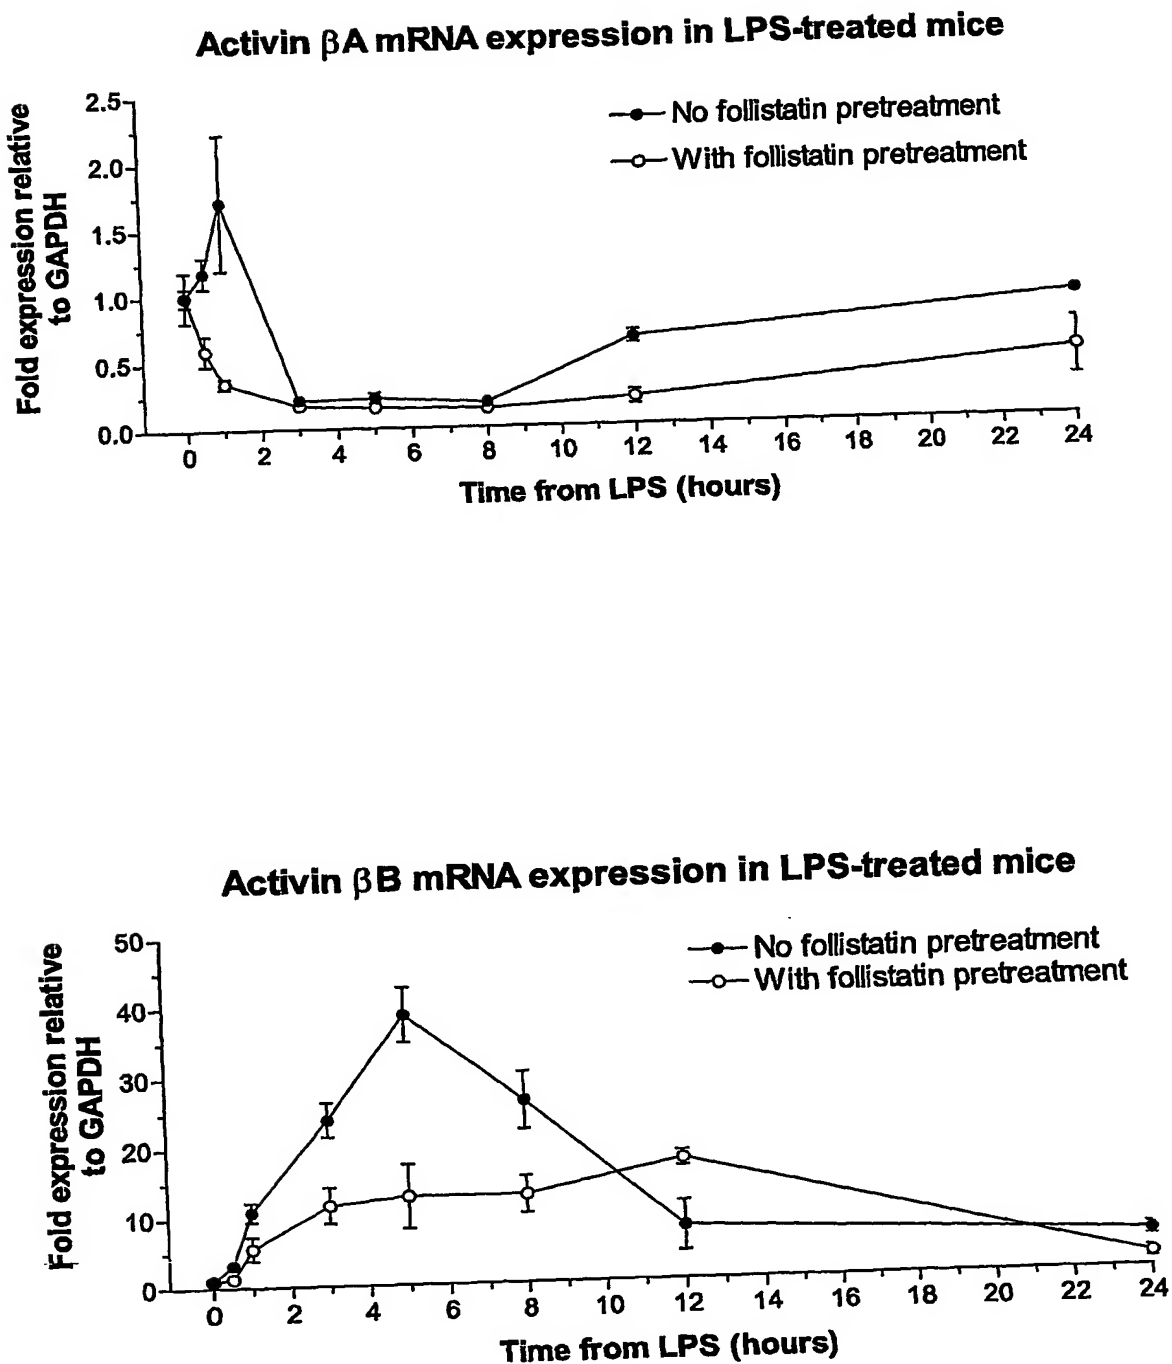 Activin βA mRNA expression in LPS-treated mice
Fold expression relative
to GAPDH
2.5
2.0
1.5
1.0
0.5
0.0
No follistatin pretreatment
With follistatin pretreatment
0 2 4 6 8 10 12 14 16 18 20 22 24
Time from LPS (hours)
Activin βB mRNA expression in LPS-treated mice
Fold expression relative
to GAPDH
50
40
30
20
10
0
No follistatin pretreatment
With follistatin pretreatment
0 2 4 6 8 10 12 14 16 18 20 22 24
Time from LPS (hours)